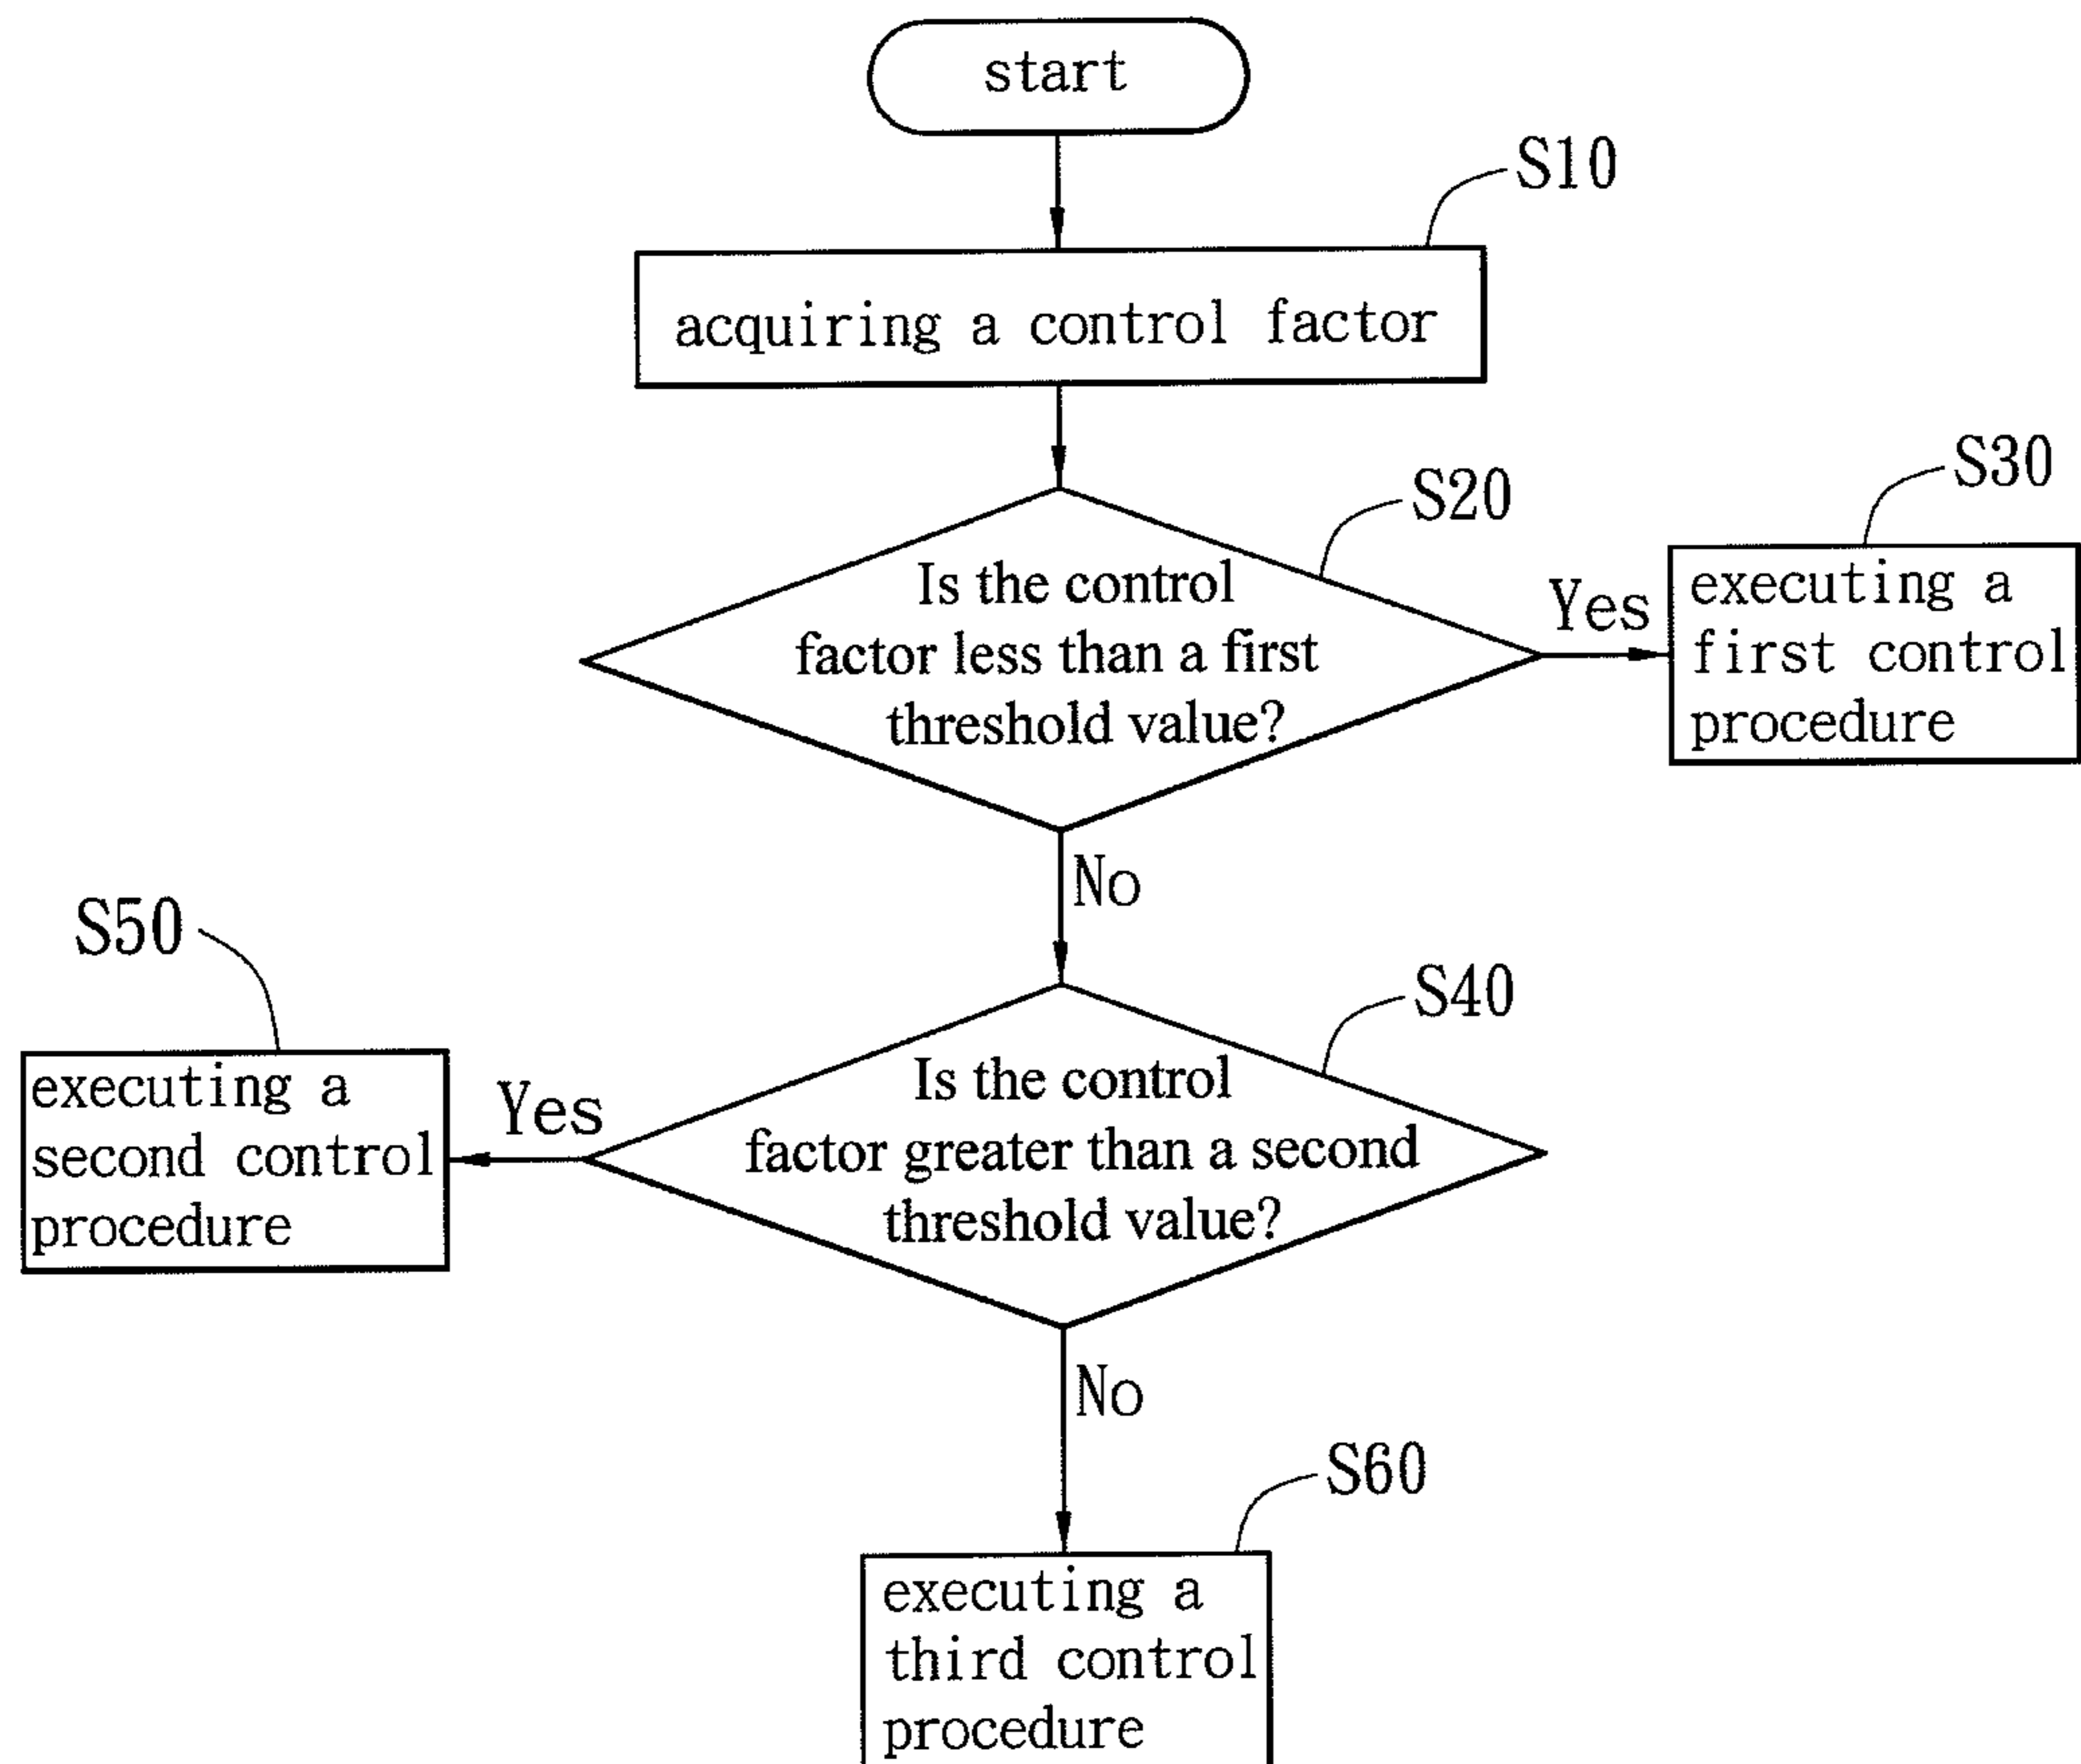 start
S10
acquiring a control factor
S20
S30
Is the control
factor less than a first
threshold value?
Yes
executing a
first control
procedure
No
S50
S40
executing a
second control
procedure
Yes
Is the control
factor greater than a second
threshold value?
No
S60
executing a
third control
procedure